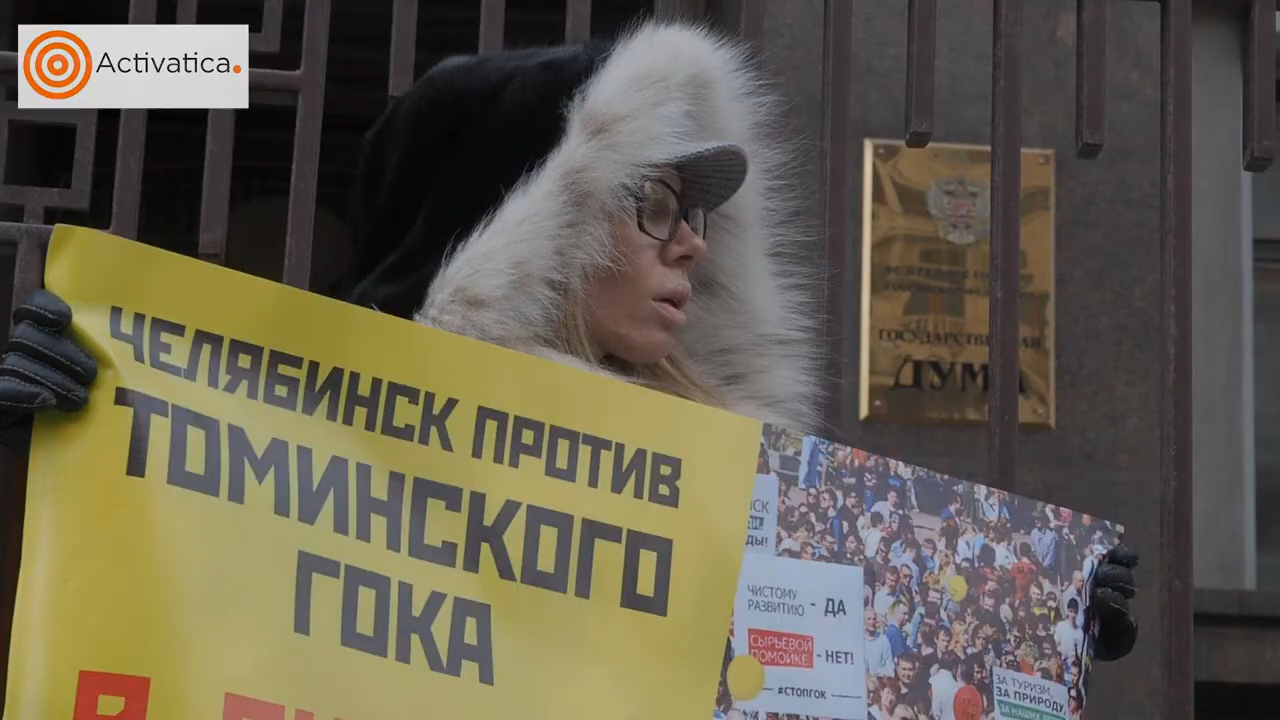 Activatica.
ГОСУДАРСТВЕННАЯ
ДУМА
ЧЕЛЯБИНСК ПРОТИВ
ТОМИНСКОГО
ГОКА
ЧИСТОМУ
РАЗВИТИЮ - ДА
СЫРЬЕВОЙ
ПОМОЙКЕ - НЕТ!
#СТОПГОК
ЗА ТУРИЗМ,
ЗА ПРИРОДУ,